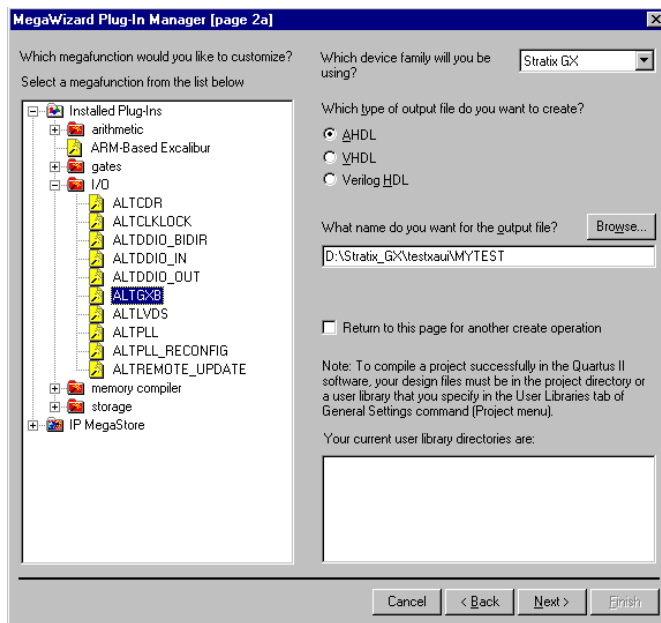 MegaWizard Plug-In Manager [page 2a]
Which megafunction would you like to customize?
Select a megafunction from the list below
Installed Plug-Ins
arithmetic
ARM-Based Excalibur
gates
I/O
ALTCDR
ALTCLKLOCK
ALTDDIO_BIDIR
ALTDDIO_IN
ALTDDIO_OUT
ALTGXB
ALTLVDS
ALTPLL
ALTPLL_RECONFIG
ALTREMOTE_UPDATE
memory compiler
storage
IP MegaStore
Which device family will you be
using?
Stratix GX
Which type of output file do you want to create?
AHDL
VHDL
Verilog HDL
What name do you want for the output file?
Browse...
D:\Stratix_GX\testxaui\MYTEST
Return to this page for another create operation
Note: To compile a project successfully in the Quartus II
software, your design files must be in the project directory or
a user library that you specify in the User Libraries tab of
General Settings command (Project menu).
Your current user library directories are:
Cancel
< Back
Next >
Finish